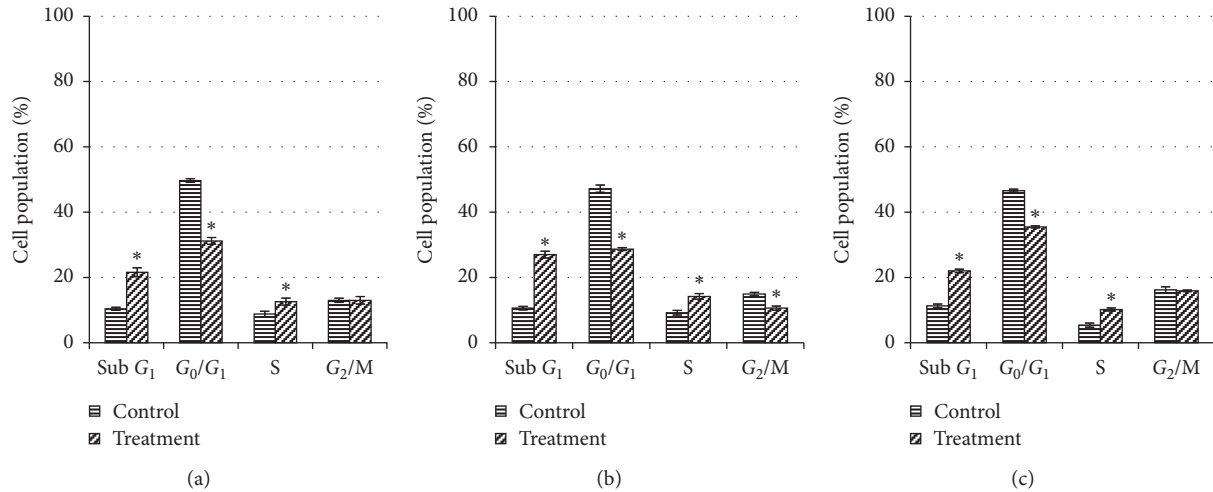 Cell population (%)
100
80
60
40
20
0
*
*
*
Sub G₁
G₀/G₁
S
G₂/M
Control
Treatment
(a)
Cell population (%)
100
80
60
40
20
0
*
*
*
*
Sub G₁
G₀/G₁
S
G₂/M
Control
Treatment
(b)
Cell population (%)
100
80
60
40
20
0
*
*
*
Sub G₁
G₀/G₁
S
G₂/M
Control
Treatment
(c)